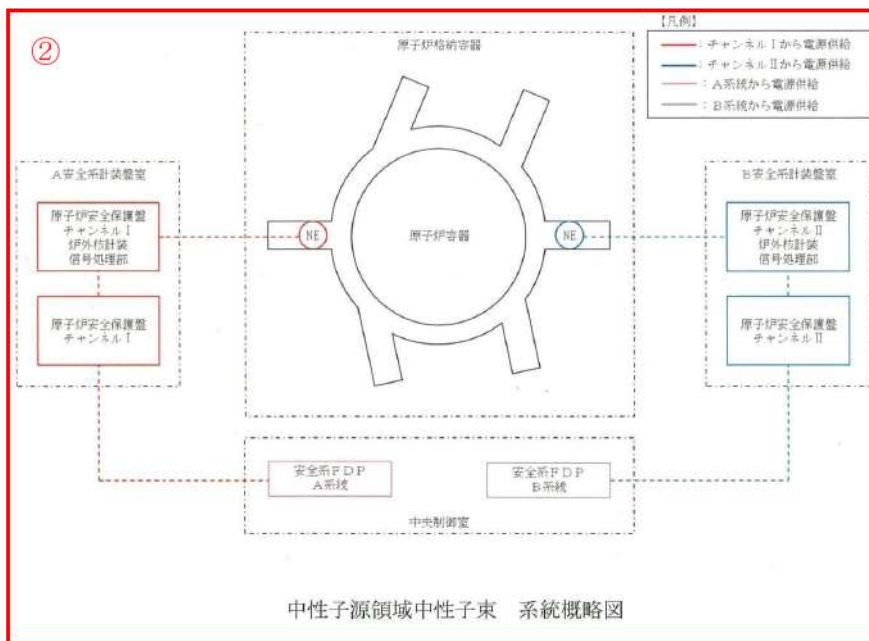 ②
【凡例】
：チャンネルⅠから電源供給
：チャンネルⅡから電源供給
：A系統から電源供給
：B系統から電源供給
原子炉格納容器
A安全系計装盤室
原子炉安全保護盤
チャンネルⅠ
炉外核計装
信号処理部
原子炉安全保護盤
チャンネルⅠ
NE
原子炉容器
NE
B安全系計装盤室
原子炉安全保護盤
チャンネルⅡ
炉外核計装
信号処理部
原子炉安全保護盤
チャンネルⅡ
安全系FDP
A系統
安全系FDP
B系統
中央制御室
中性子源領域中性子束 系統概略図